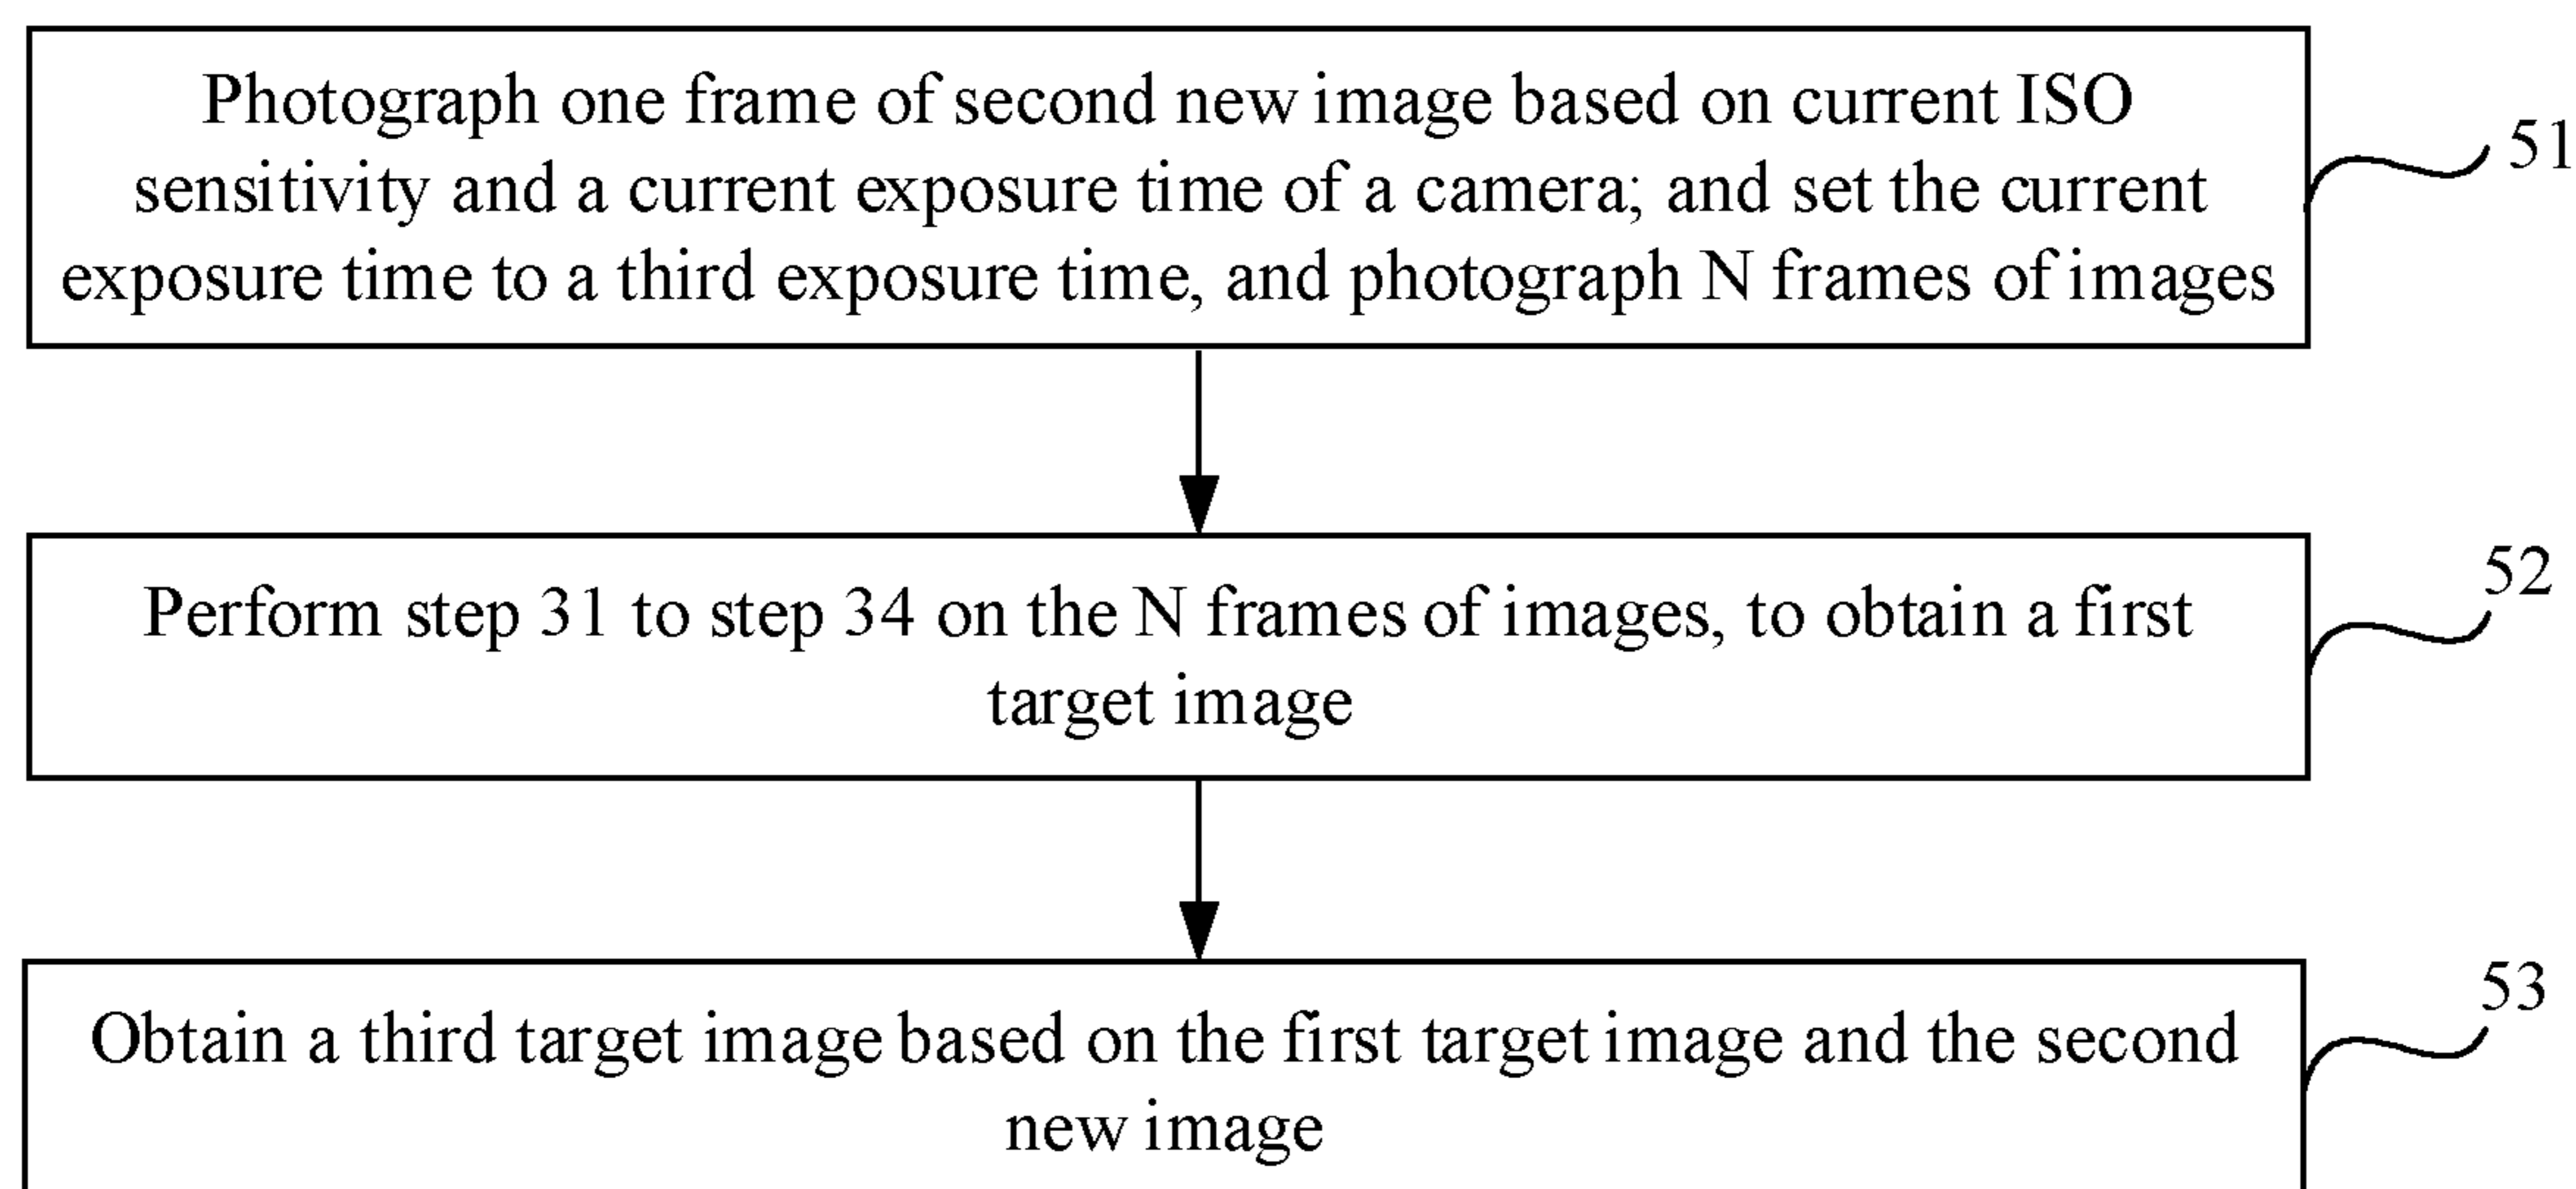 Photograph one frame of second new image based on current ISO
sensitivity and a current exposure time of a camera; and set the current
exposure time to a third exposure time, and photograph N frames of images
51
Perform step 31 to step 34 on the N frames of images, to obtain a first
target image
52
Obtain a third target image based on the first target image and the second
new image
53